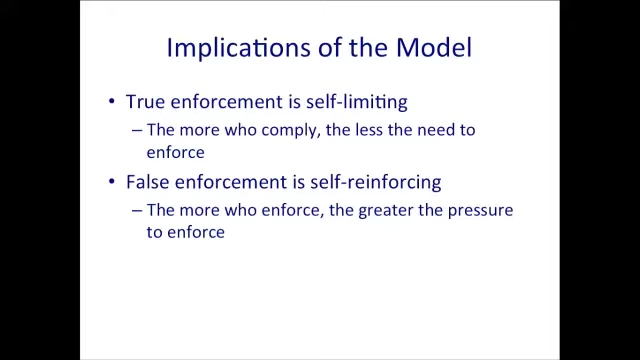 Implications of the Model
• True enforcement is self-limiting
– The more who comply, the less the need to
enforce
• False enforcement is self-reinforcing
– The more who enforce, the greater the pressure
to enforce